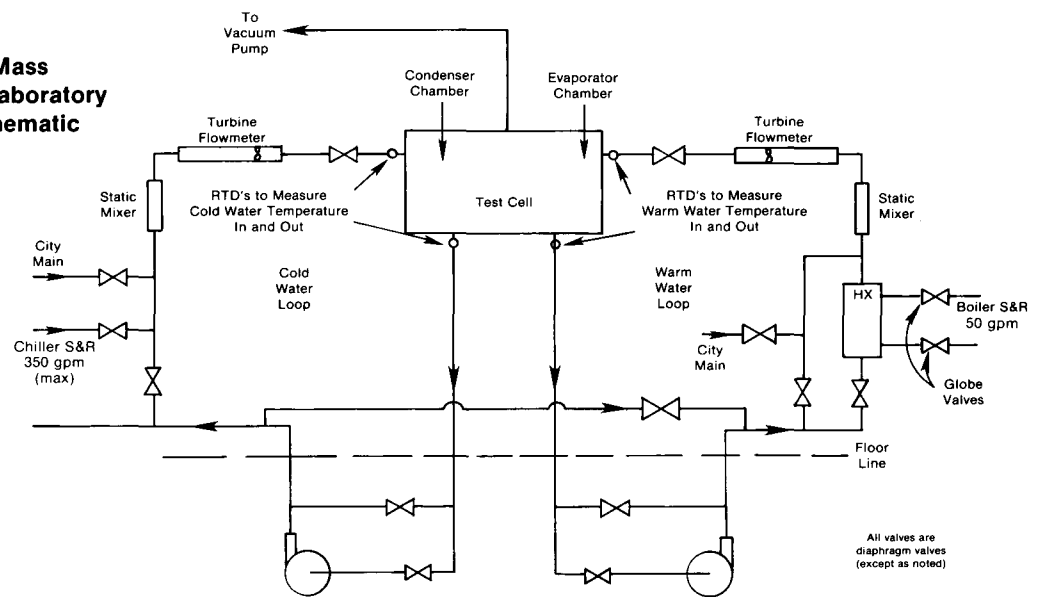 Mass
aboratory
hematic
To
Vacuum
Pump
Condenser
Chamber
Evaporator
Chamber
Turbine
Flowmeter
Turbine
Flowmeter
Static
Mixer
RTD's to Measure
Cold Water Temperature
In and Out
Test Cell
RTD's to Measure
Warm Water Temperature
In and Out
Static
Mixer
City
Main
Cold
Water
Loop
Warm
Water
Loop
HX
Boiler S&R
50 gpm
Chiller S&R
350 gpm
(max)
City
Main
Globe
Valves
Floor
Line
All valves are
diaphragm valves
(except as noted)